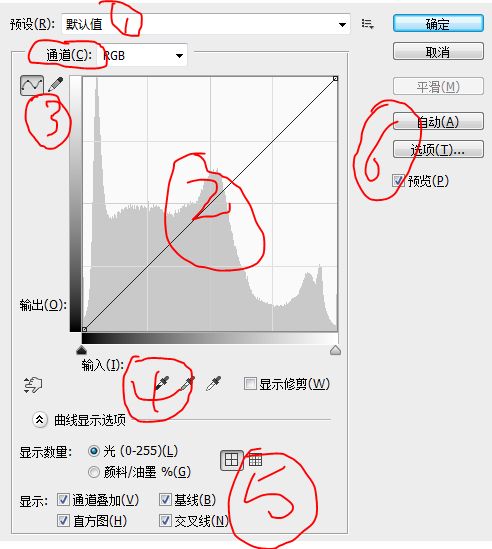 预设(R): 默认值 1 确定
通道(C): RGB 取消
3 平滑(M)
自动(A)
6 选项(T)...
2 预览(P)
输出(O):
输入(I):
4 显示修剪(W)
曲线显示选项
显示数量: 光 (0-255)(L)
颜料/油墨 %(G)
5
显示: 通道叠加(V) 基线(B)
直方图(H) 交叉线(N)